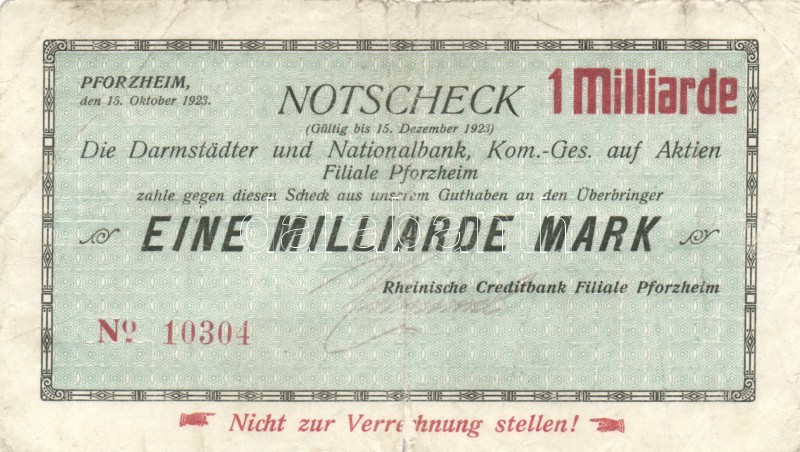 PFORZHEIM,
den 15. Oktober 1923.
NOTSCHECK
1 Milliarde
(Gültig bis 15. Dezember 1923)
Die Darmstädter und Nationalbank, Kom.-Ges. auf Aktien
Filiale Pforzheim
zahle gegen diesen Scheck aus unserem Guthaben an den Überbringer
EINE MILLIARDE MARK
Rheinische Creditbank Filiale Pforzheim
No 10304
Nicht zur Verrechnung stellen!